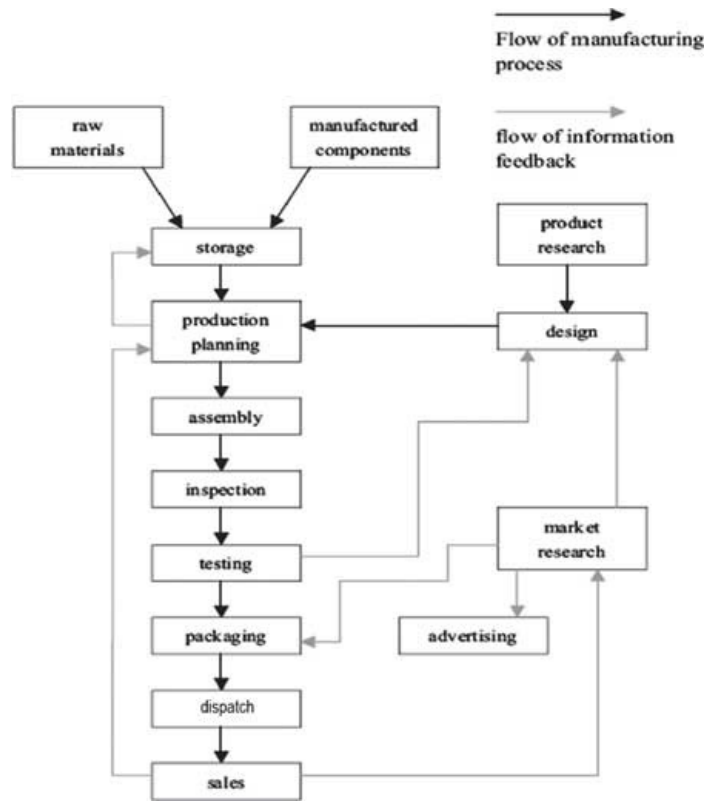 Flow of manufacturing
process
flow of information
feedback
raw
materials
manufactured
components
storage
product
research
production
planning
design
assembly
inspection
testing
market
research
packaging
advertising
dispatch
sales